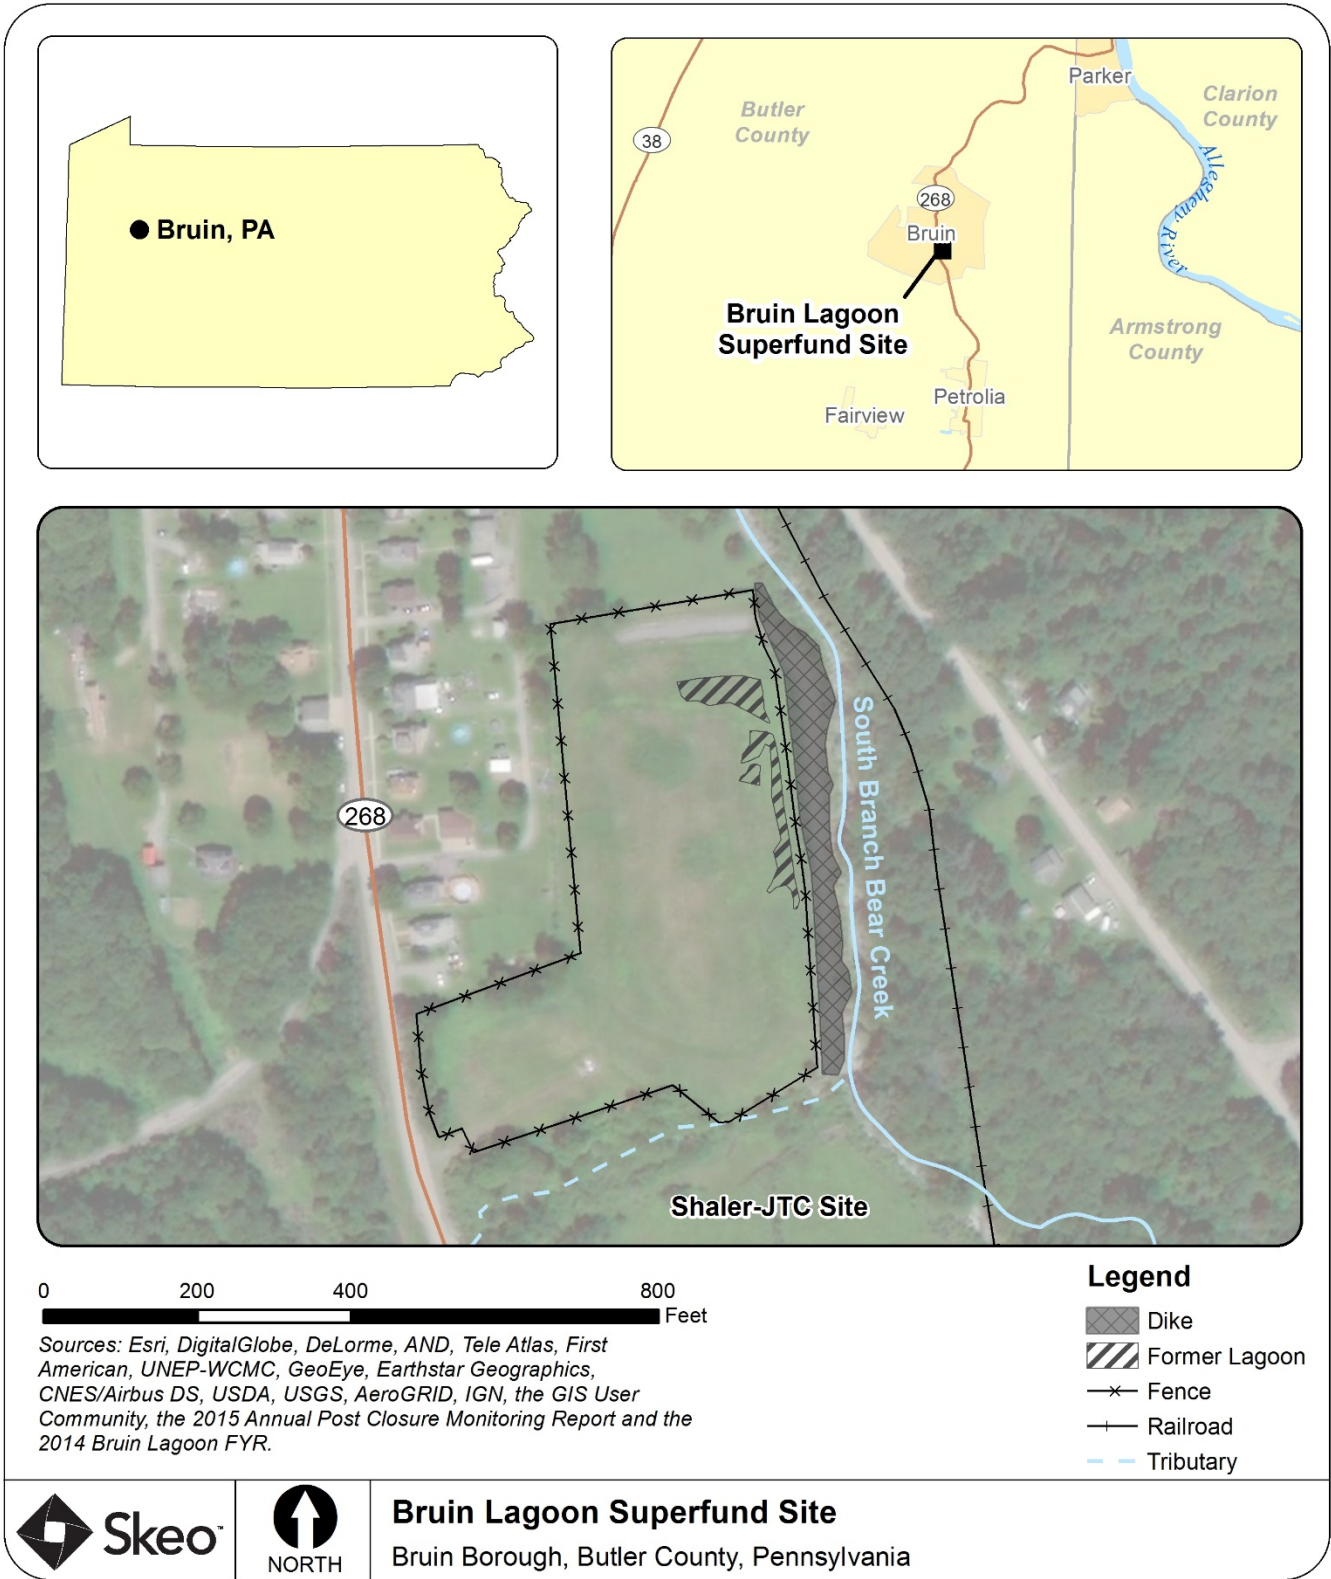 Bruin, PA
Parker
Butler
County
Clarion
County
38
Allegheny River
268
Bruin
Bruin Lagoon
Superfund Site
Armstrong
County
Petrolia
Fairview
South Branch Bear Creek
268
Shaler-JTC Site
0 200 400 800
Feet
Sources: Esri, DigitalGlobe, DeLorme, AND, Tele Atlas, First
American, UNEP-WCMC, GeoEye, Earthstar Geographics,
CNES/Airbus DS, USDA, USGS, AeroGRID, IGN, the GIS User
Community, the 2015 Annual Post Closure Monitoring Report and the
2014 Bruin Lagoon FYR.
Legend
Dike
Former Lagoon
Fence
Railroad
Tributary
Skeo™
NORTH
Bruin Lagoon Superfund Site
Bruin Borough, Butler County, Pennsylvania